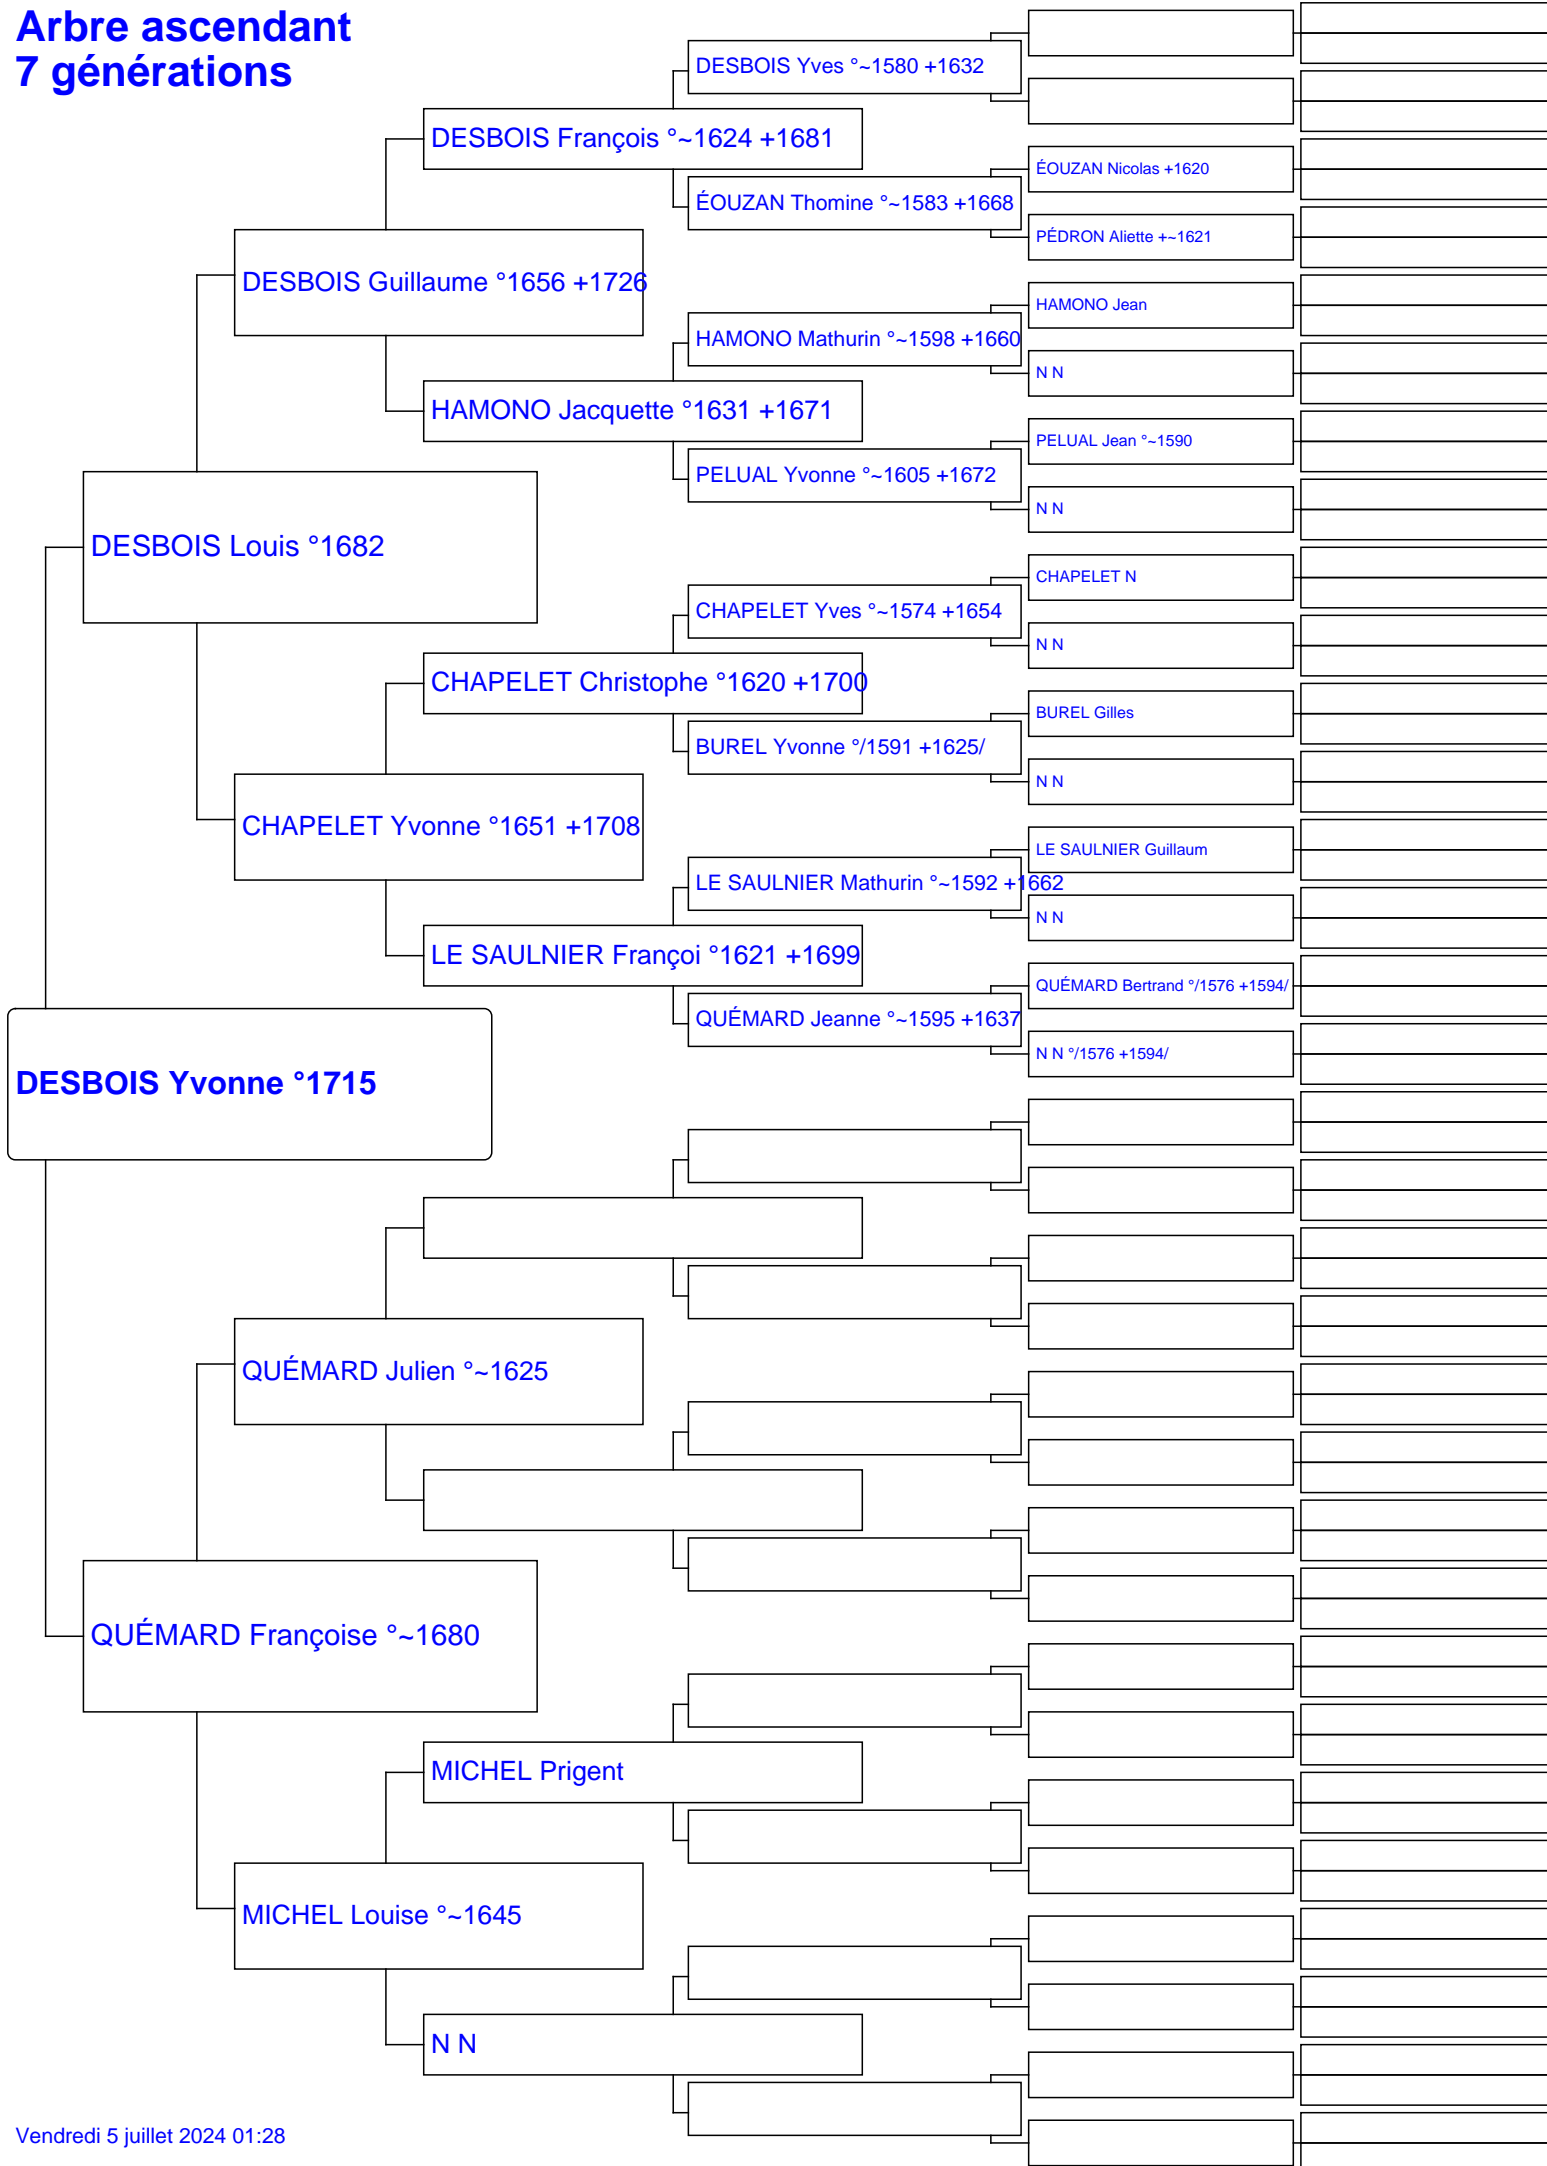 Arbre ascendant
7 générations
DESBOIS Yves °~1580 +1632
DESBOIS François °~1624 +1681
ÉOUZAN Nicolas +1620
ÉOUZAN Thomine °~1583 +1668
PÉDRON Aliette +~1621
DESBOIS Guillaume °1656 +1726
HAMONO Jean
HAMONO Mathurin °~1598 +1660
N N
HAMONO Jacquette °1631 +1671
PELUAL Jean °~1590
PELUAL Yvonne °~1605 +1672
N N
DESBOIS Louis °1682
CHAPELET N
CHAPELET Yves °~1574 +1654
N N
CHAPELET Christophe °1620 +1700
BUREL Gilles
BUREL Yvonne °/1591 +1625/
N N
CHAPELET Yvonne °1651 +1708
LE SAULNIER Guillaum
LE SAULNIER Mathurin °~1592 +1662
N N
LE SAULNIER Françoi °1621 +1699
QUÉMARD Bertrand °/1576 +1594/
QUÉMARD Jeanne °~1595 +1637
N N °/1576 +1594/
DESBOIS Yvonne °1715
QUÉMARD Julien °~1625
QUÉMARD Françoise °~1680
MICHEL Prigent
MICHEL Louise °~1645
N N
Vendredi 5 juillet 2024 01:28